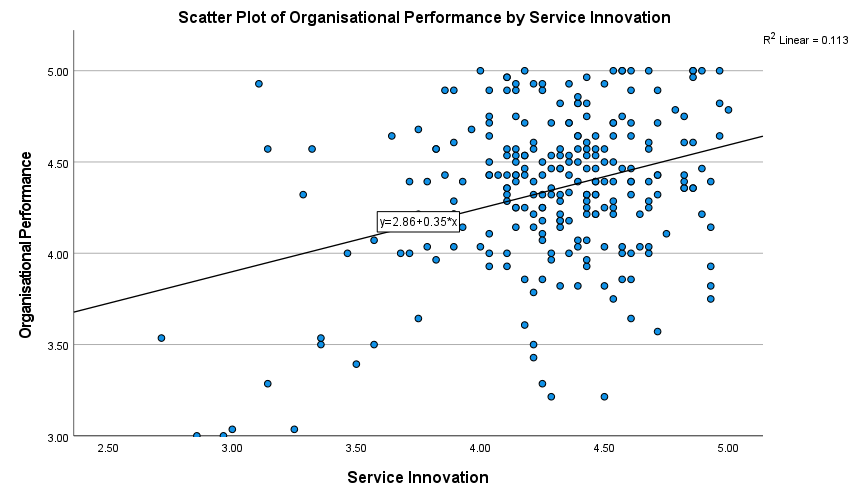 Scatter Plot of Organisational Performance by Service Innovation
R2 Linear = 0.113
5.00
4.50
4.00
3.50
3.00
Organisational Performance
y=2.86+0.35*x
2.50 3.00 3.50 4.00 4.50 5.00
Service Innovation